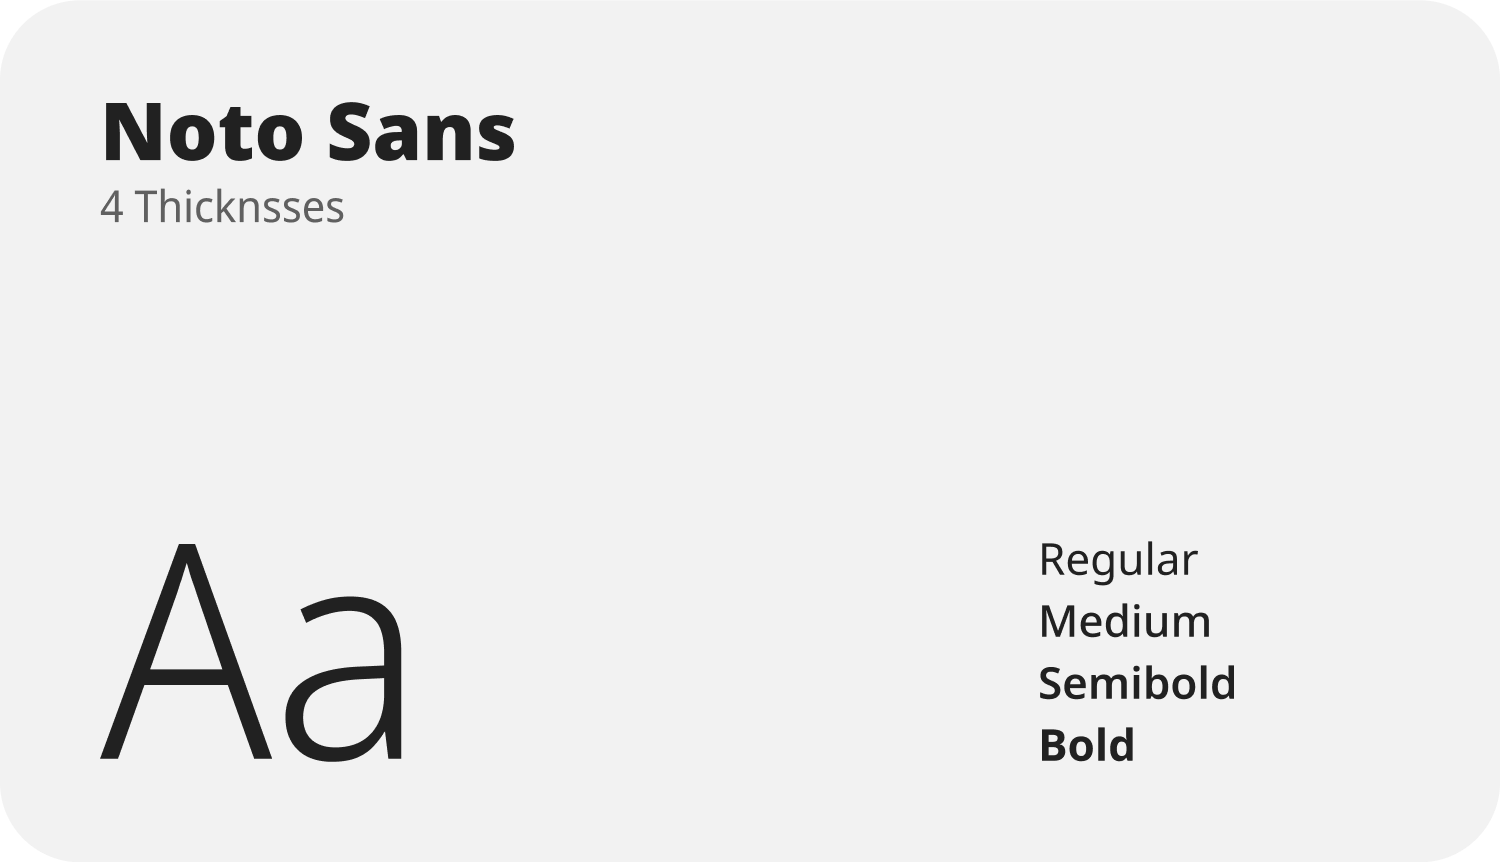 Noto Sans
4 Thicknsses
Aa
Regular
Medium
Semibold
Bold